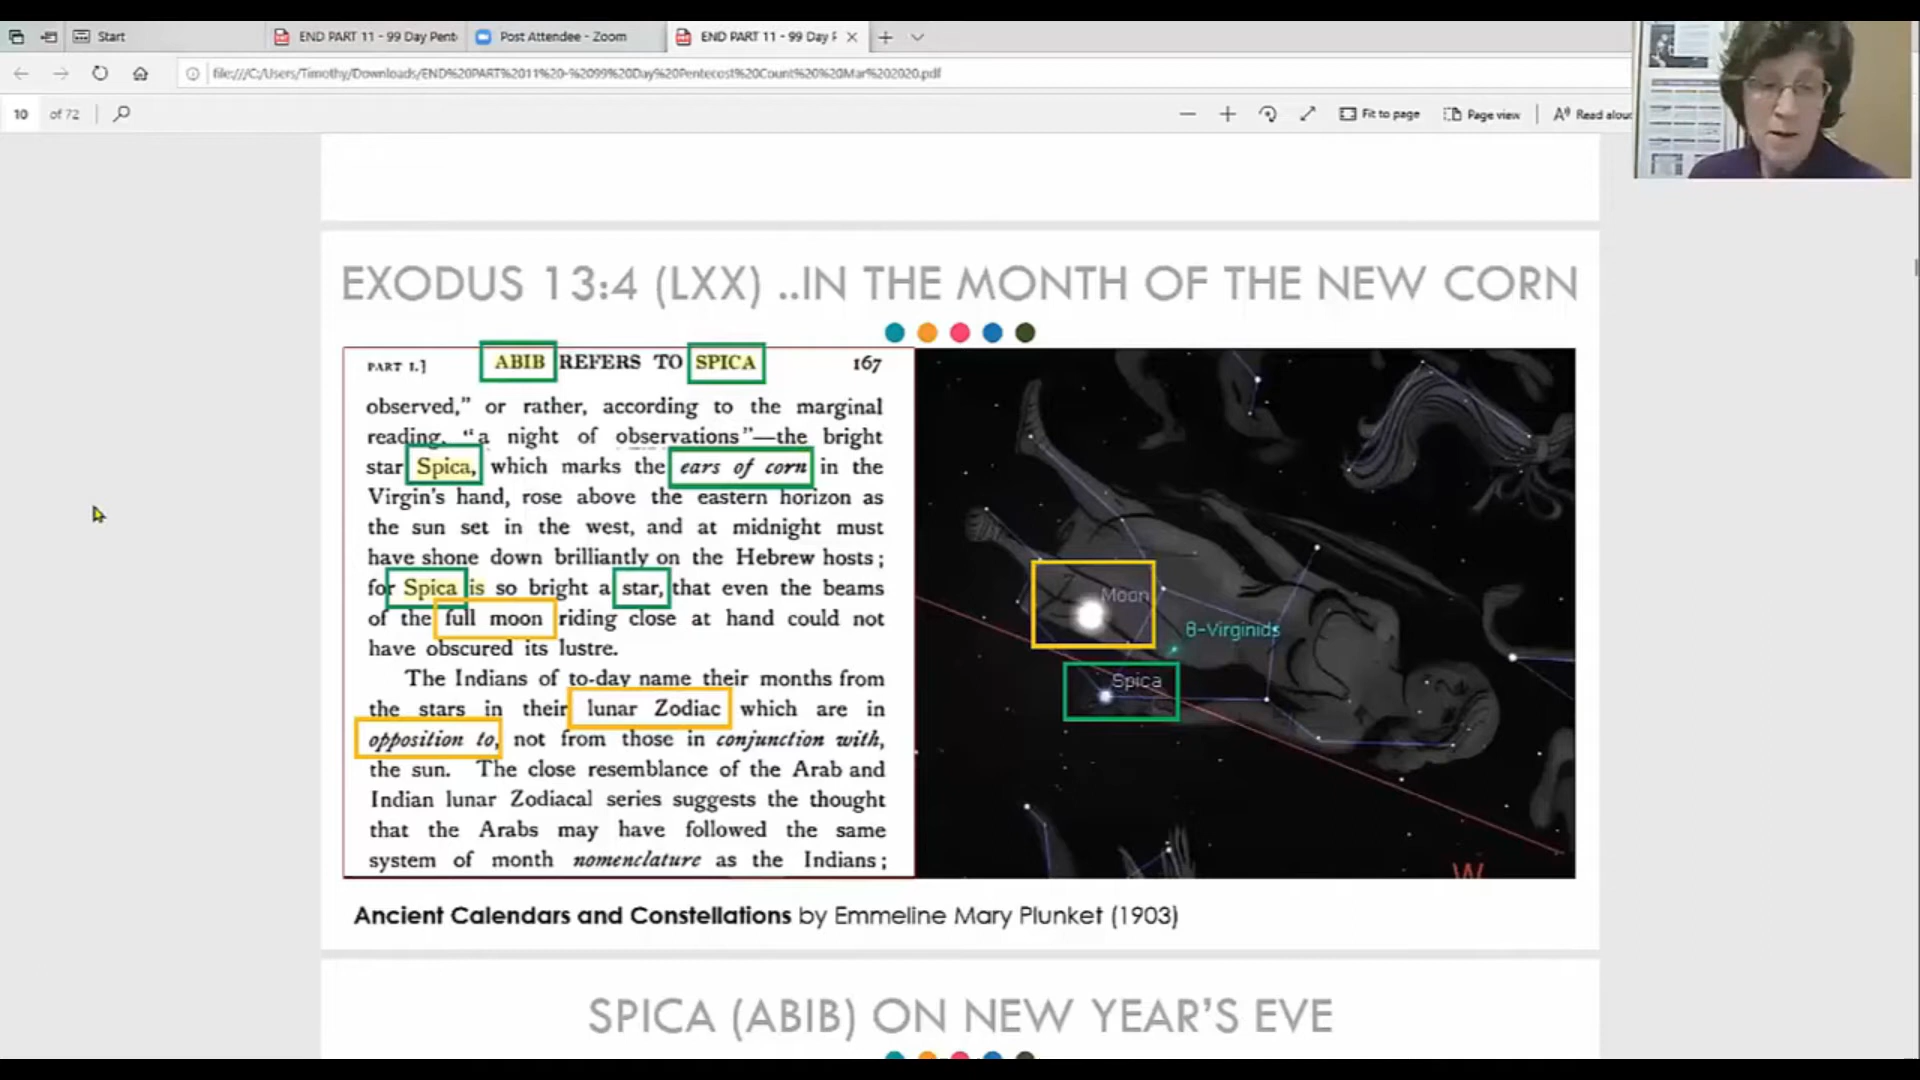 Start
END PART 11 - 99 Day Pent
Post Attendee - Zoom
END PART 11 - 99 Day P
file:///C:/Users/Timothy/Downloads/END%20PART%2011%20-%2099%20Day%20Pentecost%20Count%20%20Mar%202020.pdf
10 of 72
Fit to page
Page view
Read alou
EXODUS 13:4 (LXX) ..IN THE MONTH OF THE NEW CORN
PART I.] ABIB REFERS TO SPICA 167
observed,” or rather, according to the marginal
reading, “a night of observations”—the bright
star Spica, which marks the ears of corn in the
Virgin's hand, rose above the eastern horizon as
the sun set in the west, and at midnight must
have shone down brilliantly on the Hebrew hosts;
for Spica is so bright a star, that even the beams
of the full moon riding close at hand could not
have obscured its lustre.
The Indians of to-day name their months from
the stars in their lunar Zodiac which are in
opposition to, not from those in conjunction with,
the sun. The close resemblance of the Arab and
Indian lunar Zodiacal series suggests the thought
that the Arabs may have followed the same
system of month nomenclature as the Indians;
Moon
θ-Virginids
Spica
W
Ancient Calendars and Constellations by Emmeline Mary Plunket (1903)
SPICA (ABIB) ON NEW YEAR'S EVE